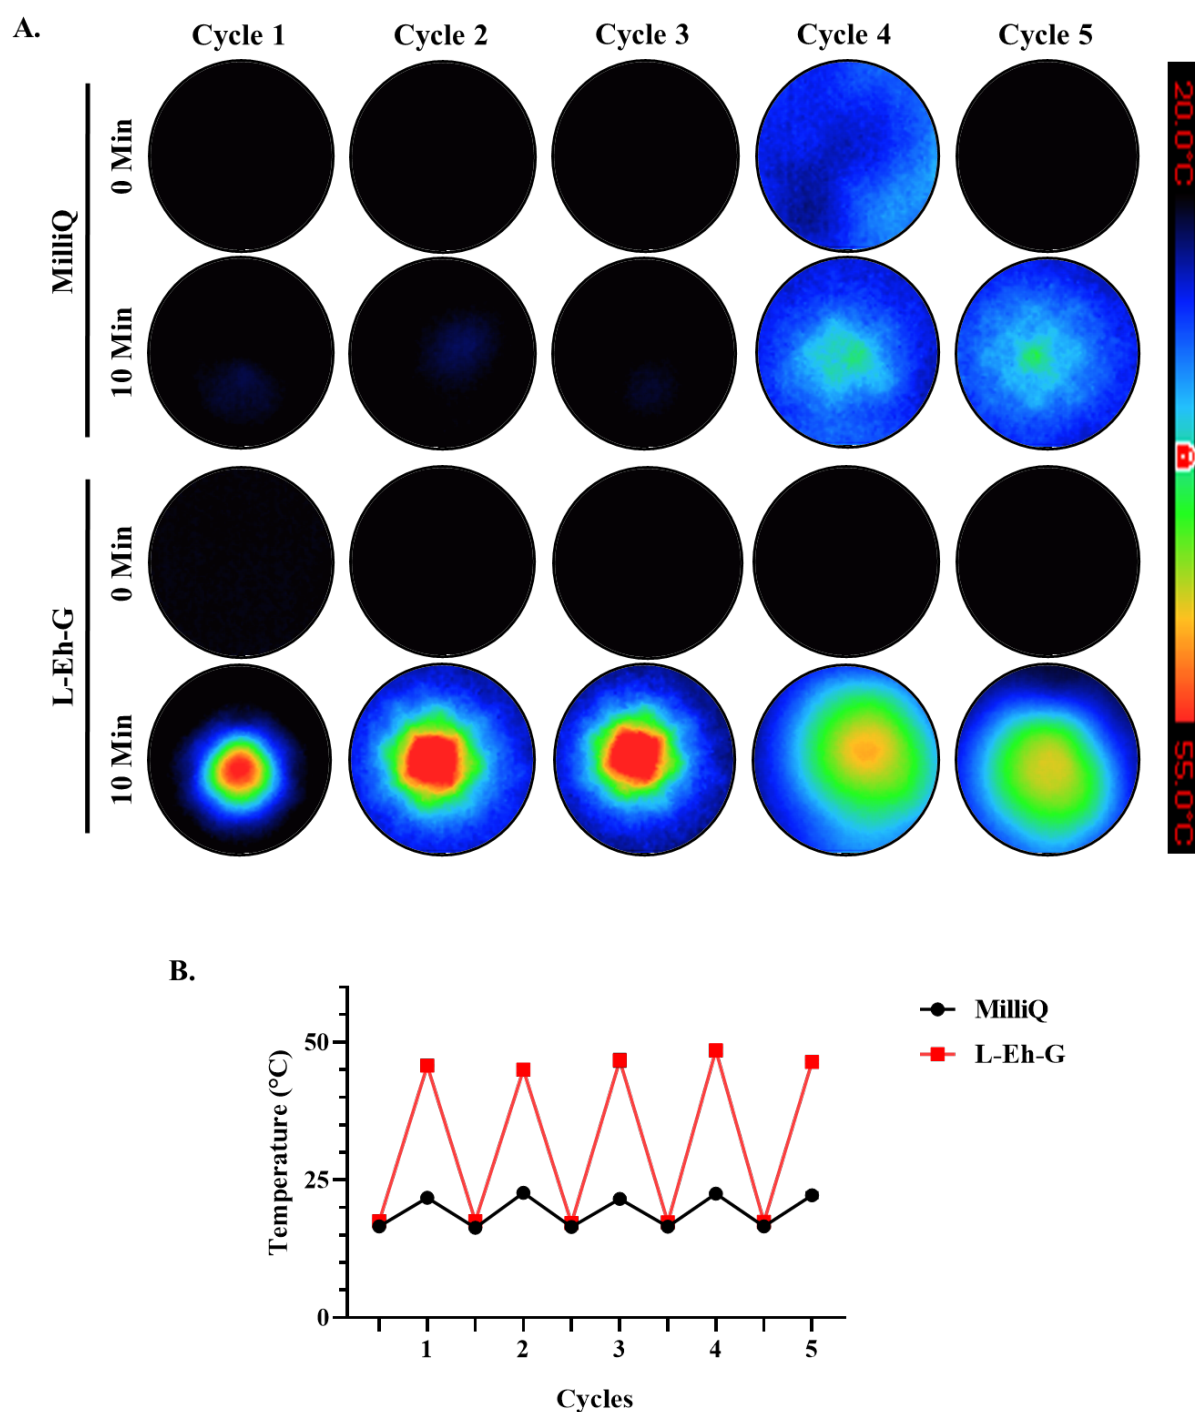 A.
Cycle 1 Cycle 2 Cycle 3 Cycle 4 Cycle 5
MilliQ
0 Min
10 Min
L-Eh-G
0 Min
10 Min
20.0°C
55.0°C
B.
Temperature (°C)
50
25
0
1 2 3 4 5
Cycles
MilliQ
L-Eh-G